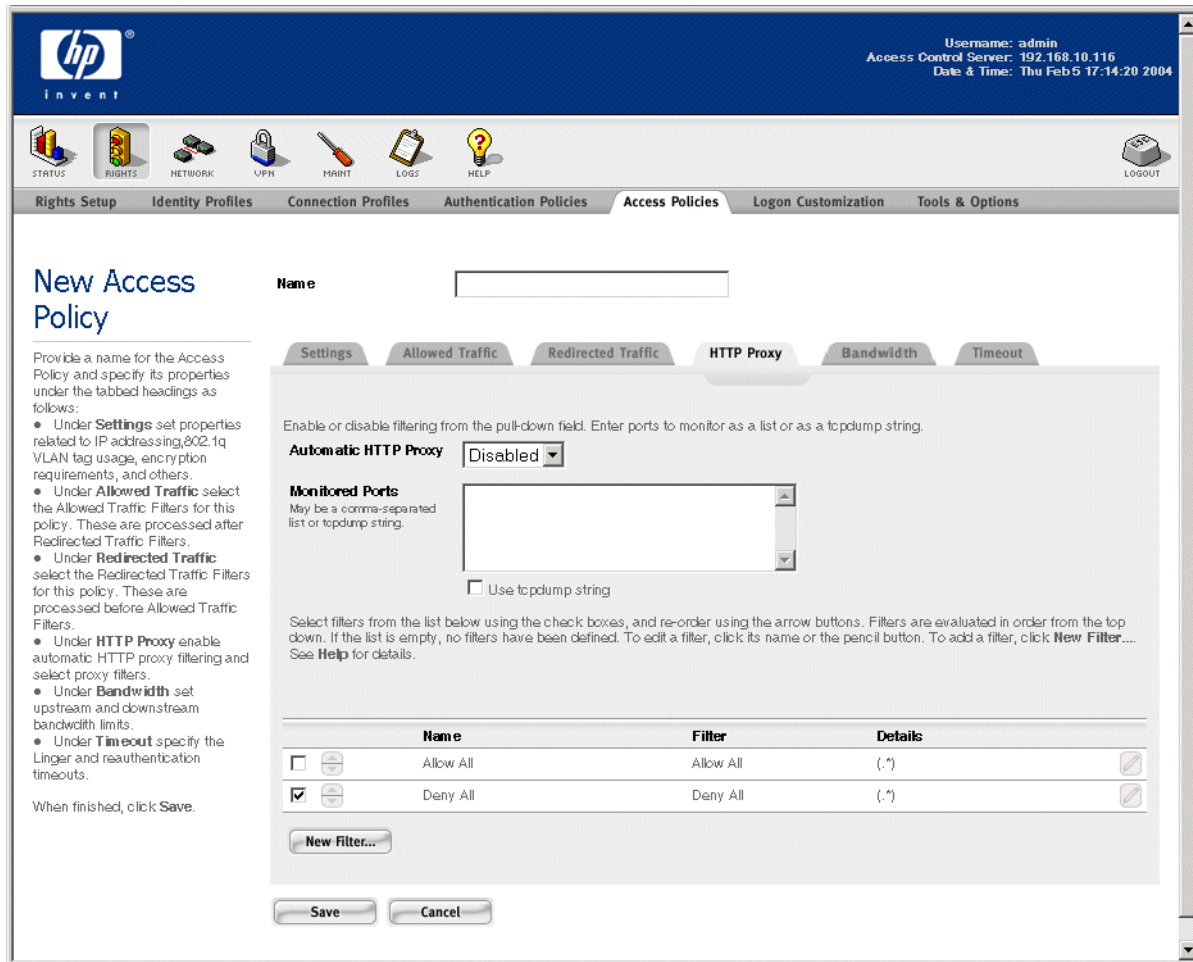 hp
®
invent
Username: admin
Access Control Server: 192.168.10.116
Date & Time: Thu Feb 5 17:14:20 2004
STATUS RIGHTS NETWORK VPN MAINT LOGS HELP LOGOUT
Rights Setup Identity Profiles Connection Profiles Authentication Policies Access Policies Logon Customization Tools & Options
New Access
Policy
Provide a name for the Access
Policy and specify its properties
under the tabbed headings as
follows:
• Under Settings set properties
related to IP addressing,802.1q
VLAN tag usage, encryption
requirements, and others.
• Under Allowed Traffic select
the Allowed Traffic Filters for this
policy. These are processed after
Redirected Traffic Filters.
• Under Redirected Traffic
select the Redirected Traffic Filters
for this policy. These are
processed before Allowed Traffic
Filters.
• Under HTTP Proxy enable
automatic HTTP proxy filtering and
select proxy filters.
• Under Bandwidth set
upstream and downstream
bandwdith limits.
• Under Timeout specify the
Linger and reauthentication
timeouts.
When finished, click Save.
Name
Settings Allowed Traffic Redirected Traffic HTTP Proxy Bandwidth Timeout
Enable or disable filtering from the pull-down field. Enter ports to monitor as a list or as a tcpdump string.
Automatic HTTP Proxy Disabled
Monitored Ports
May be a comma-separated
list or tcpdump string.
Use tcpdump string
Select filters from the list below using the check boxes, and re-order using the arrow buttons. Filters are evaluated in order from the top
down. If the list is empty, no filters have been defined. To edit a filter, click its name or the pencil button. To add a filter, click New Filter....
See Help for details.
Name Filter Details
Allow All Allow All (.*)
Deny All Deny All (.*)
New Filter...
Save Cancel